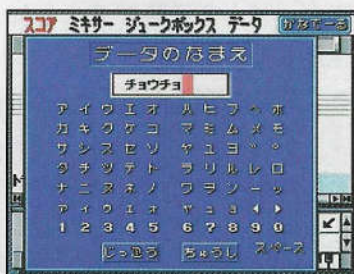 スコア ミキサー ジュークボックス データ かなでーる
データのなまえ
チョウチョ
アイウエオ ハヒフヘホ
カキクケコ マミムメモ
サシスセソ ヤユヨ゛゜
タチツテト ラリルレロ
ナニヌネノ ワヲンーッ
ァィゥェォ ャュョ
1 2 3 4 5 6 7 8 9 0
じっこう ちゅうし スペース